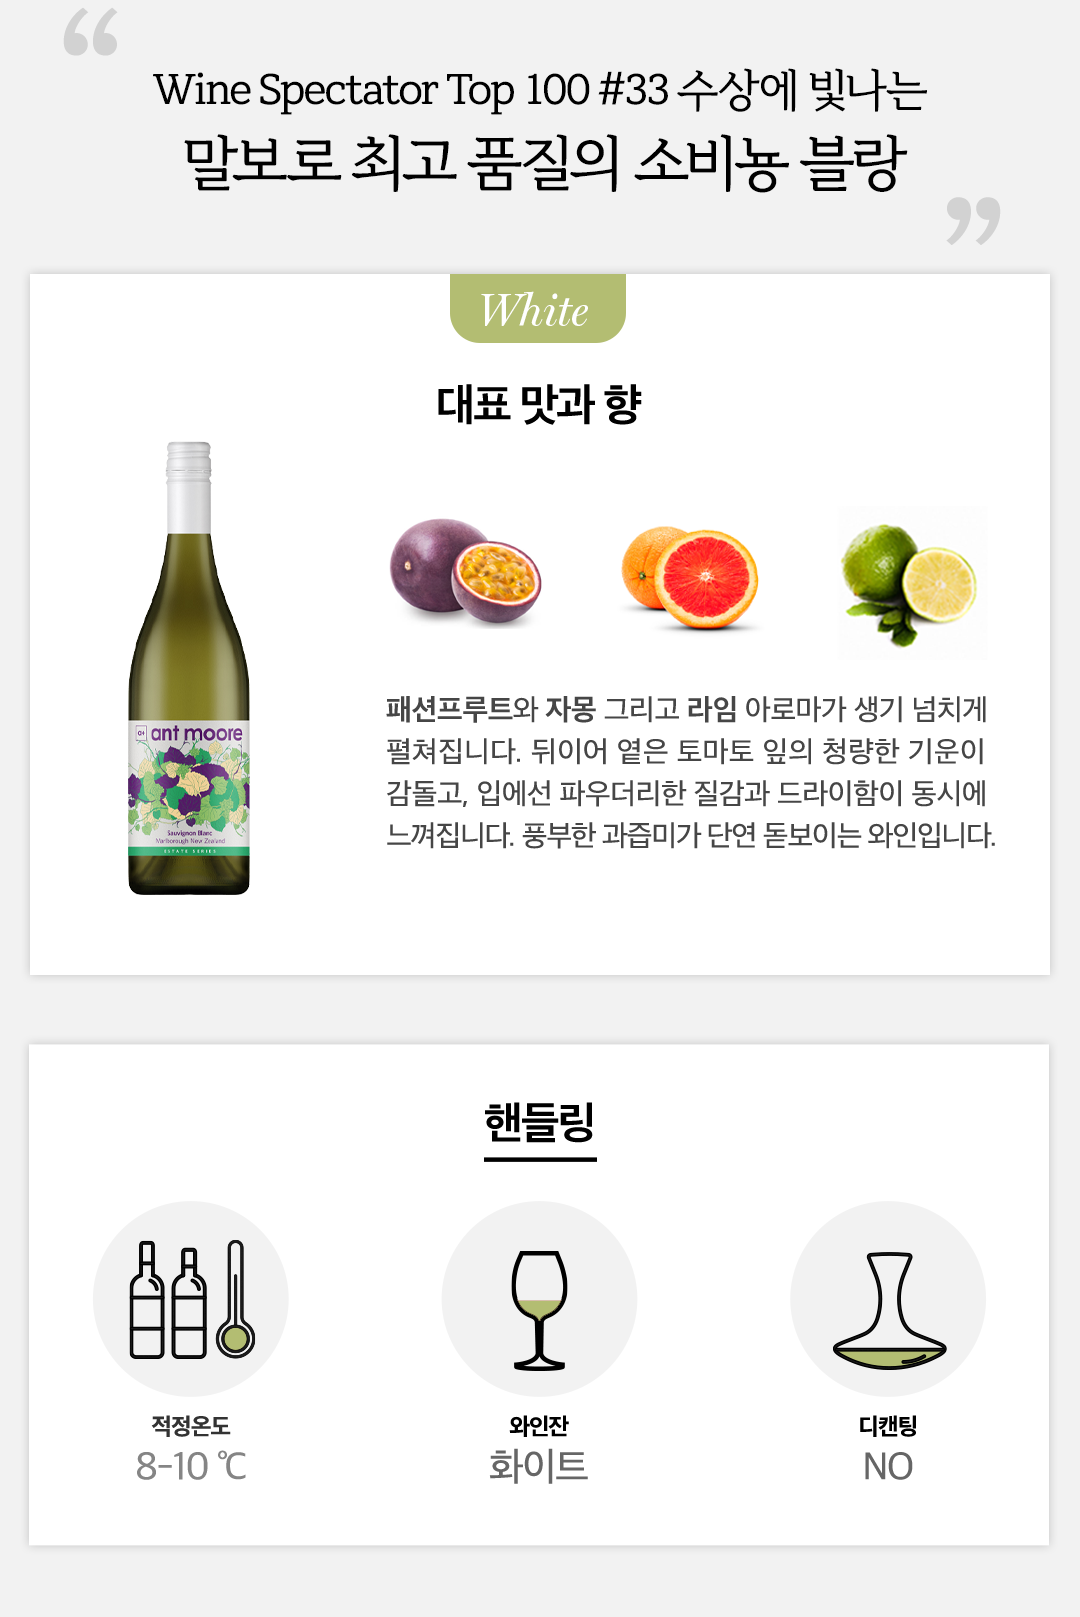 “
Wine Spectator Top 100 #33 수상에 빛나는
말보로 최고 품질의 소비뇽 블랑
”
White
대표 맛과 향
ant moore
Sauvignon Blanc
Marlborough New Zealand
ESTATE SERIES
패션프루트와 자몽 그리고 라임 아로마가 생기 넘치게
펼쳐집니다. 뒤이어 옅은 토마토 잎의 청량한 기운이
감돌고, 입에선 파우더리한 질감과 드라이함이 동시에
느껴집니다. 풍부한 과즙미가 단연 돋보이는 와인입니다.
핸들링
적정온도
8-10 ℃
와인잔
화이트
디캔팅
NO